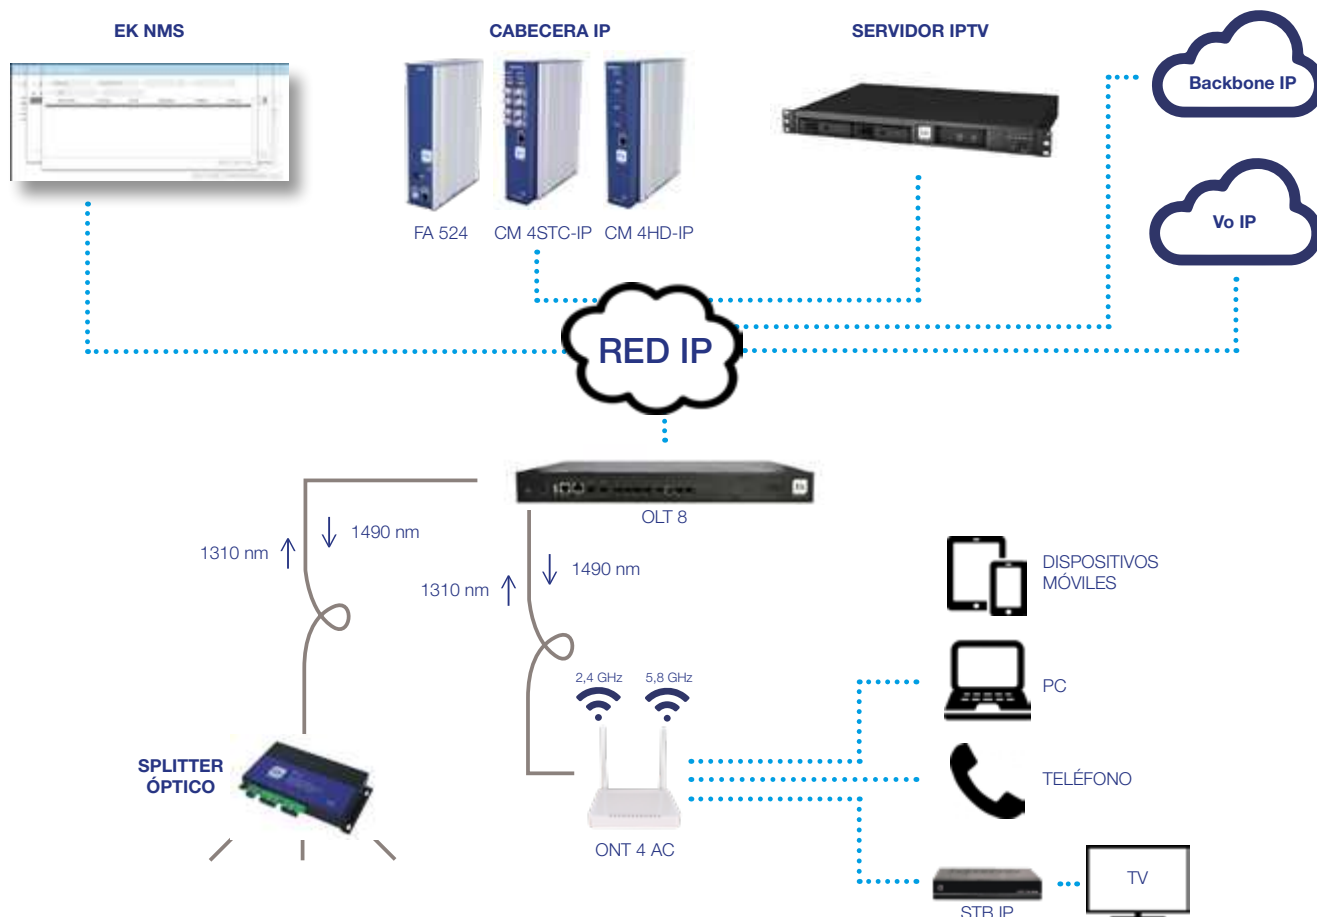 EK NMS
CABECERA IP
SERVIDOR IPTV
Backbone IP
FA 524
CM 4STC-IP
CM 4HD-IP
Vo IP
RED IP
OLT 8
1310 nm
1490 nm
1310 nm
1490 nm
2,4 GHz
5,8 GHz
DISPOSITIVOS
MÓVILES
PC
SPLITTER
ÓPTICO
TELÉFONO
ONT 4 AC
STB IP
TV